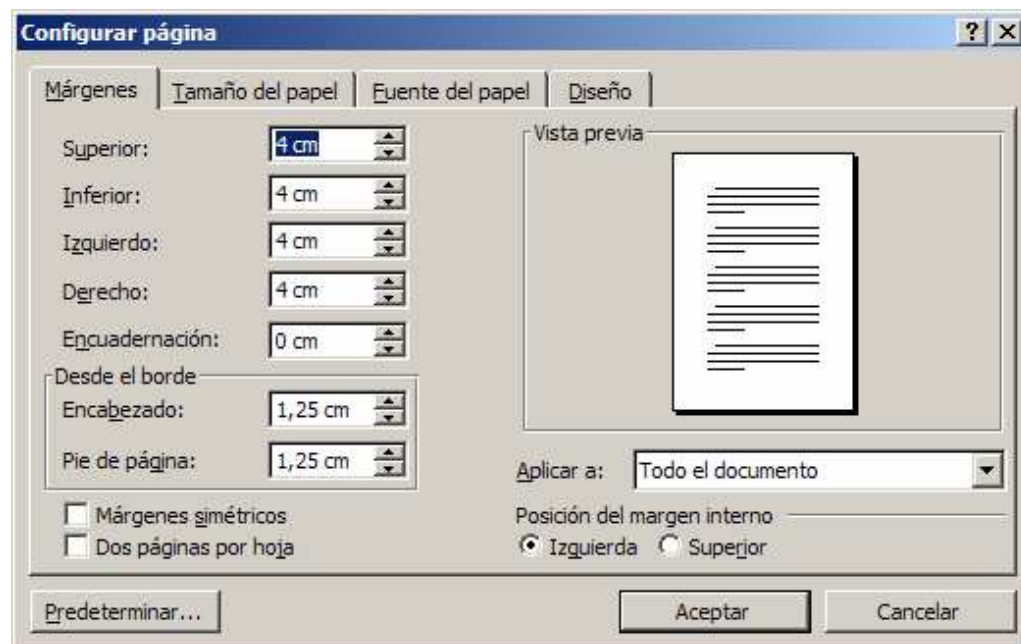 Configurar página
Márgenes Tamaño del papel Fuente del papel Diseño
Superior: 4 cm
Inferior: 4 cm
Izquierdo: 4 cm
Derecho: 4 cm
Encuadernación: 0 cm
Desde el borde
Encabezado: 1,25 cm
Pie de página: 1,25 cm
Márgenes simétricos
Dos páginas por hoja
Vista previa
Aplicar a: Todo el documento
Posición del margen interno
Izquierda Superior
Predeterminar... Aceptar Cancelar